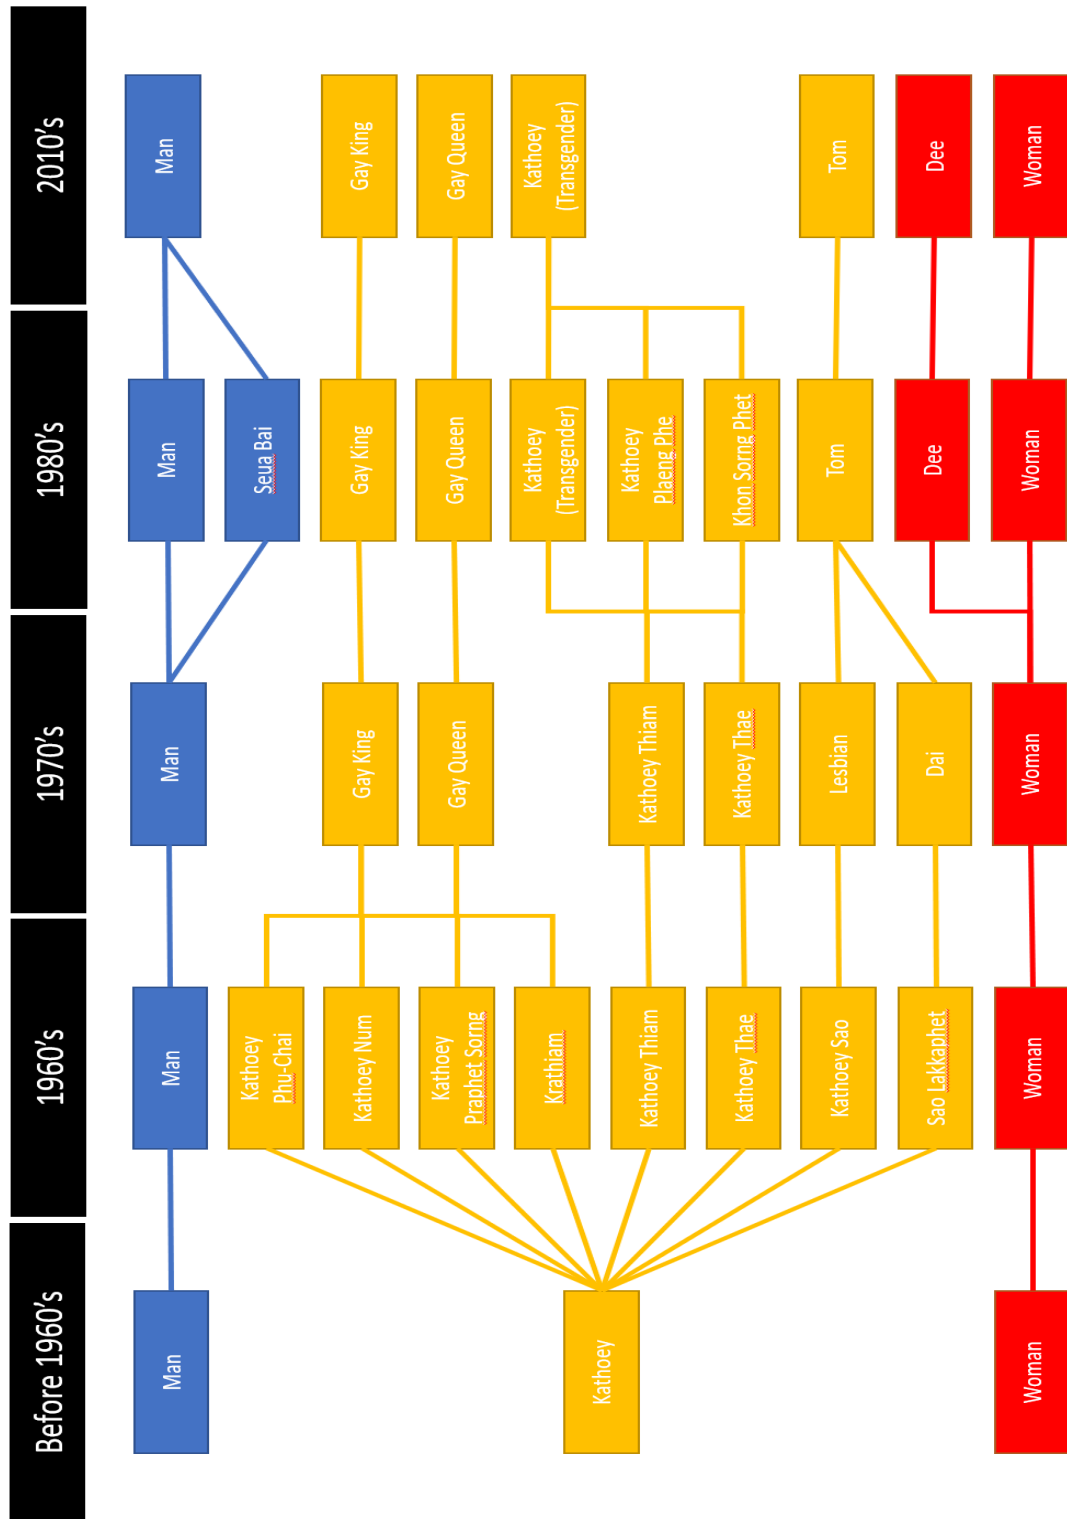 Before 1960's
1960's
1970's
1980's
2010's
Man
Man
Man
Man
Man
Seua Bai
Kathoey
Phu-Chai
Kathoey Num
Gay King
Gay King
Gay King
Kathoey
Praphet Sorng
Gay Queen
Gay Queen
Gay Queen
Krathiam
Kathoey
(Transgender)
Kathoey
(Transgender)
Kathoey
Kathoey Thiam
Kathoey Thiam
Kathoey
Plaeng Phe
Kathoey Thae
Kathoey Thae
Khon Sorng Phet
Kathoey Sao
Lesbian
Tom
Tom
Sao Lakkaphet
Dai
Dee
Dee
Woman
Woman
Woman
Woman
Woman